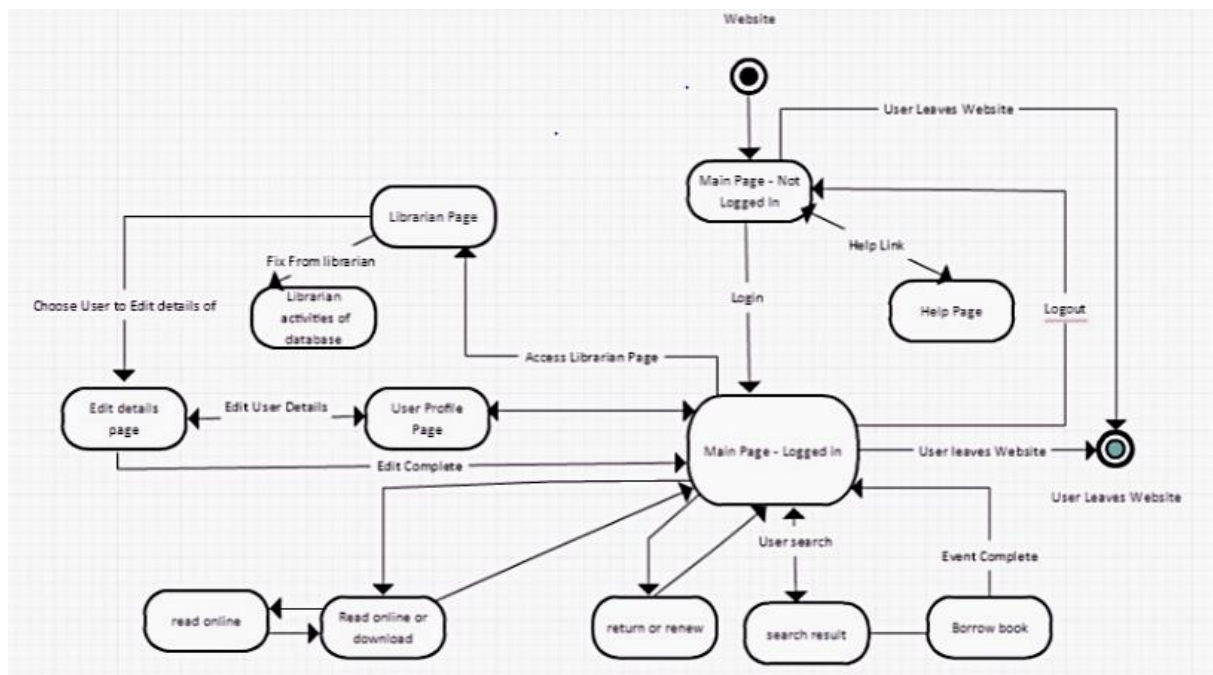 Website
User Leaves Website
Main Page - Not
Logged In
Librarian Page
Help Link
Fix From librarian
Librarian
activities of
database
Login
Help Page
Logout
Choose User to Edit details of
Access Librarian Page
Edit details
page
Edit User Details
User Profile
Page
Main Page - Logged In
User leaves Website
Edit Complete
User Leaves Website
User search
Event Complete
read online
Read online or
download
return or renew
search result
Borrow book